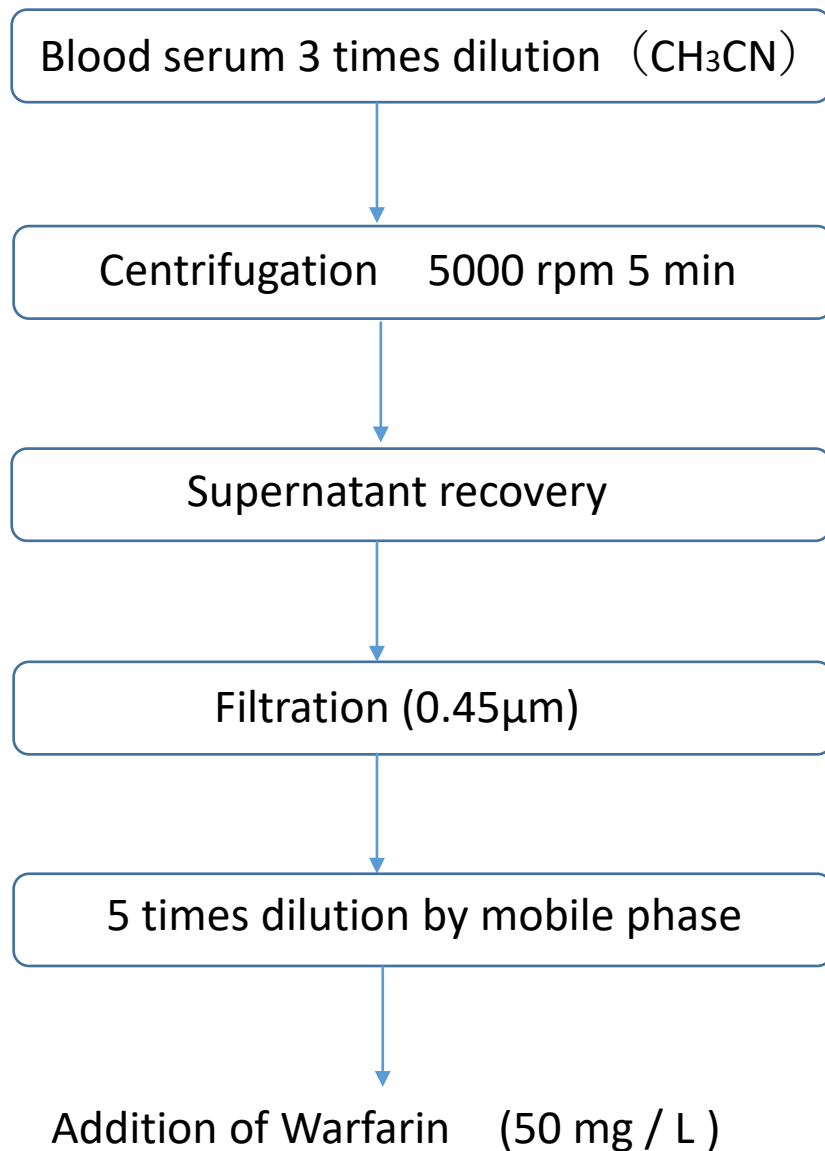 Blood serum 3 times dilution（CH₃CN）
Centrifugation　5000 rpm 5 min
Supernatant recovery
Filtration (0.45μm)
5 times dilution by mobile phase
Addition of Warfarin　(50 mg / L )